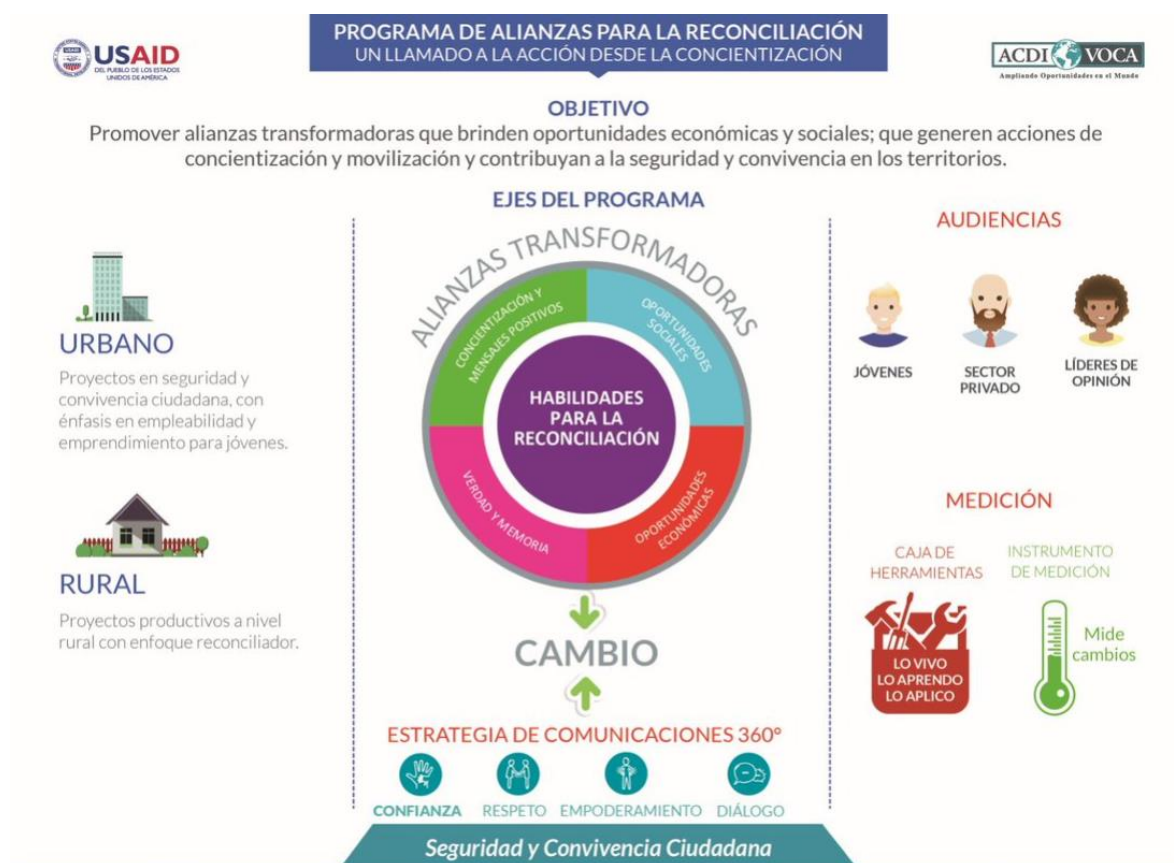 USAID
DEL PUEBLO DE LOS ESTADOS
UNIDOS DE AMÉRICA
PROGRAMA DE ALIANZAS PARA LA RECONCILIACIÓN
UN LLAMADO A LA ACCIÓN DESDE LA CONCIENTIZACIÓN
ACDI VOCA
Ampliando Oportunidades en el Mundo
OBJETIVO
Promover alianzas transformadoras que brinden oportunidades económicas y sociales; que generen acciones de
concientización y movilización y contribuyan a la seguridad y convivencia en los territorios.
URBANO
Proyectos en seguridad y
convivencia ciudadana, con
énfasis en empleabilidad y
emprendimiento para jóvenes.
RURAL
Proyectos productivos a nivel
rural con enfoque reconciliador.
EJES DEL PROGRAMA
ALIANZAS TRANSFORMADORAS
CONCIENTIZACIÓN Y
MENSAJES POSITIVOS
OPORTUNIDADES
SOCIALES
HABILIDADES
PARA LA
RECONCILIACIÓN
VERDAD Y MEMORIA
OPORTUNIDADES
ECONÓMICAS
CAMBIO
ESTRATEGIA DE COMUNICACIONES 360º
CONFIANZA
RESPETO
EMPODERAMIENTO
DIÁLOGO
Seguridad y Convivencia Ciudadana
AUDIENCIAS
JÓVENES
SECTOR
PRIVADO
LÍDERES DE
OPINIÓN
MEDICIÓN
CAJA DE
HERRAMIENTAS
LO VIVO
LO APRENDO
LO APLICO
INSTRUMENTO
DE MEDICIÓN
Mide
cambios